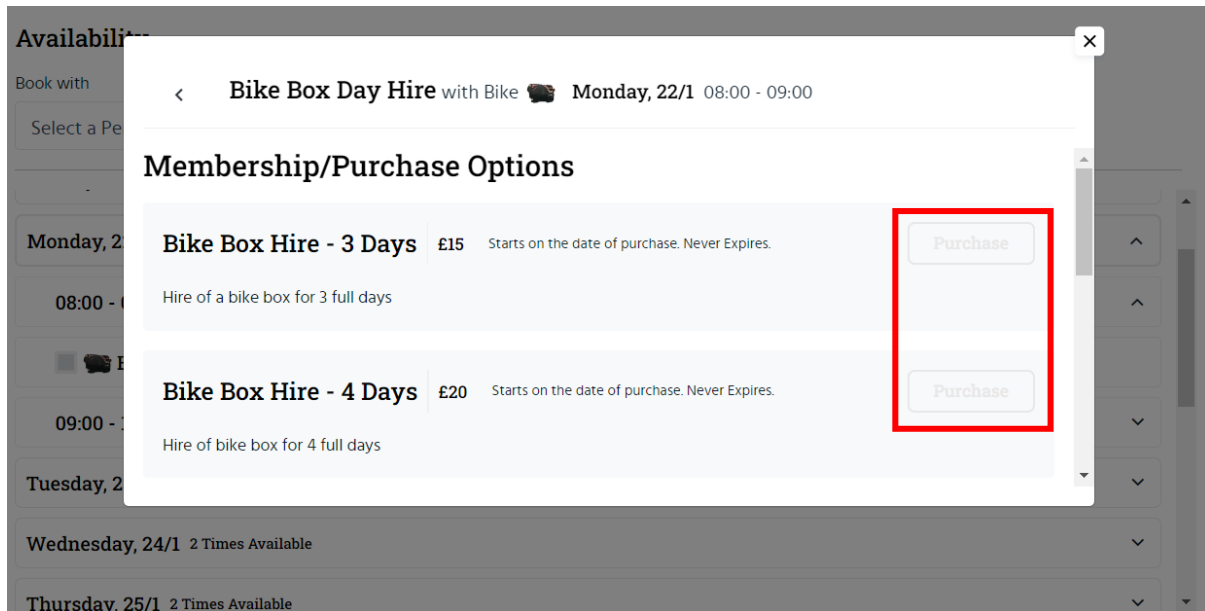 Availability
Book with
Select a Pe
Bike Box Day Hire with Bike Monday, 22/1 08:00 - 09:00
Membership/Purchase Options
Bike Box Hire - 3 Days £15 Starts on the date of purchase. Never Expires. Purchase
Hire of a bike box for 3 full days
Bike Box Hire - 4 Days £20 Starts on the date of purchase. Never Expires. Purchase
Hire of bike box for 4 full days
Monday, 2
08:00 -
09:00 -
Tuesday, 2
Wednesday, 24/1 2 Times Available
Thursday, 25/1 2 Times Available